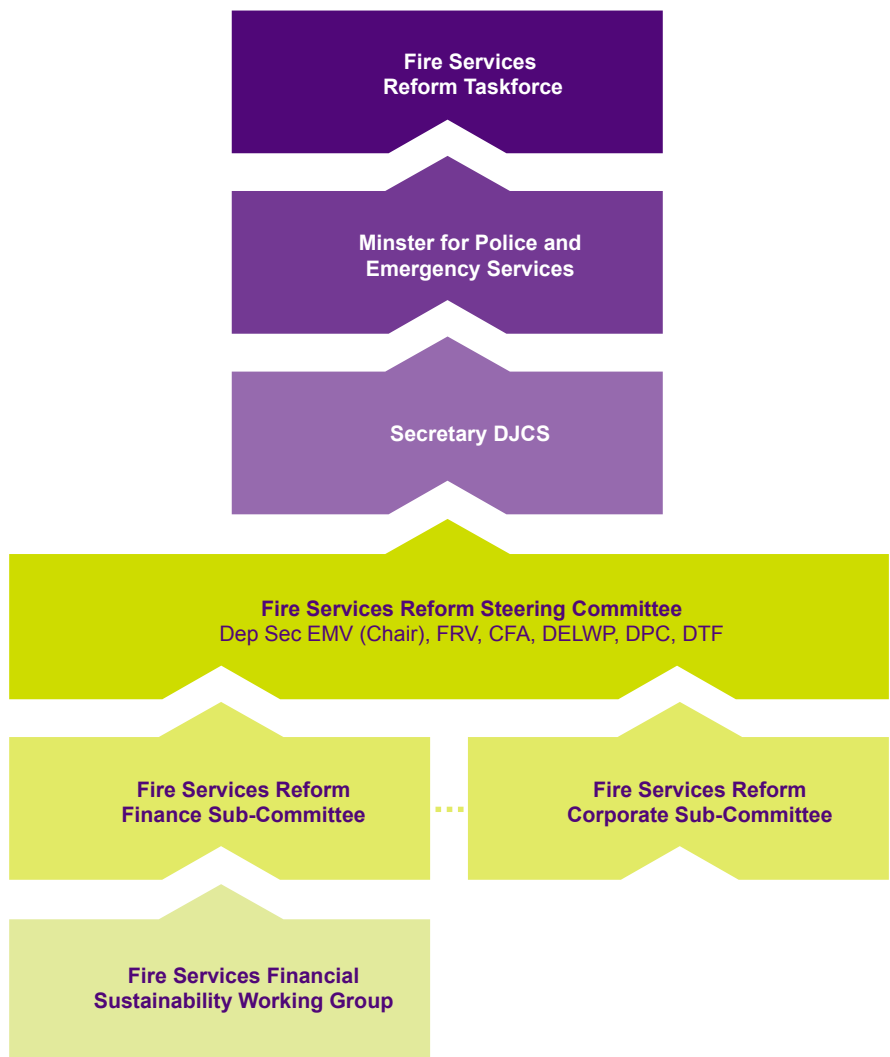 Fire Services
Reform Taskforce
Minster for Police and
Emergency Services
Secretary DJCS
Fire Services Reform Steering Committee
Dep Sec EMV (Chair), FRV, CFA, DELWP, DPC, DTF
Fire Services Reform
Finance Sub-Committee
Fire Services Reform
Corporate Sub-Committee
Fire Services Financial
Sustainability Working Group